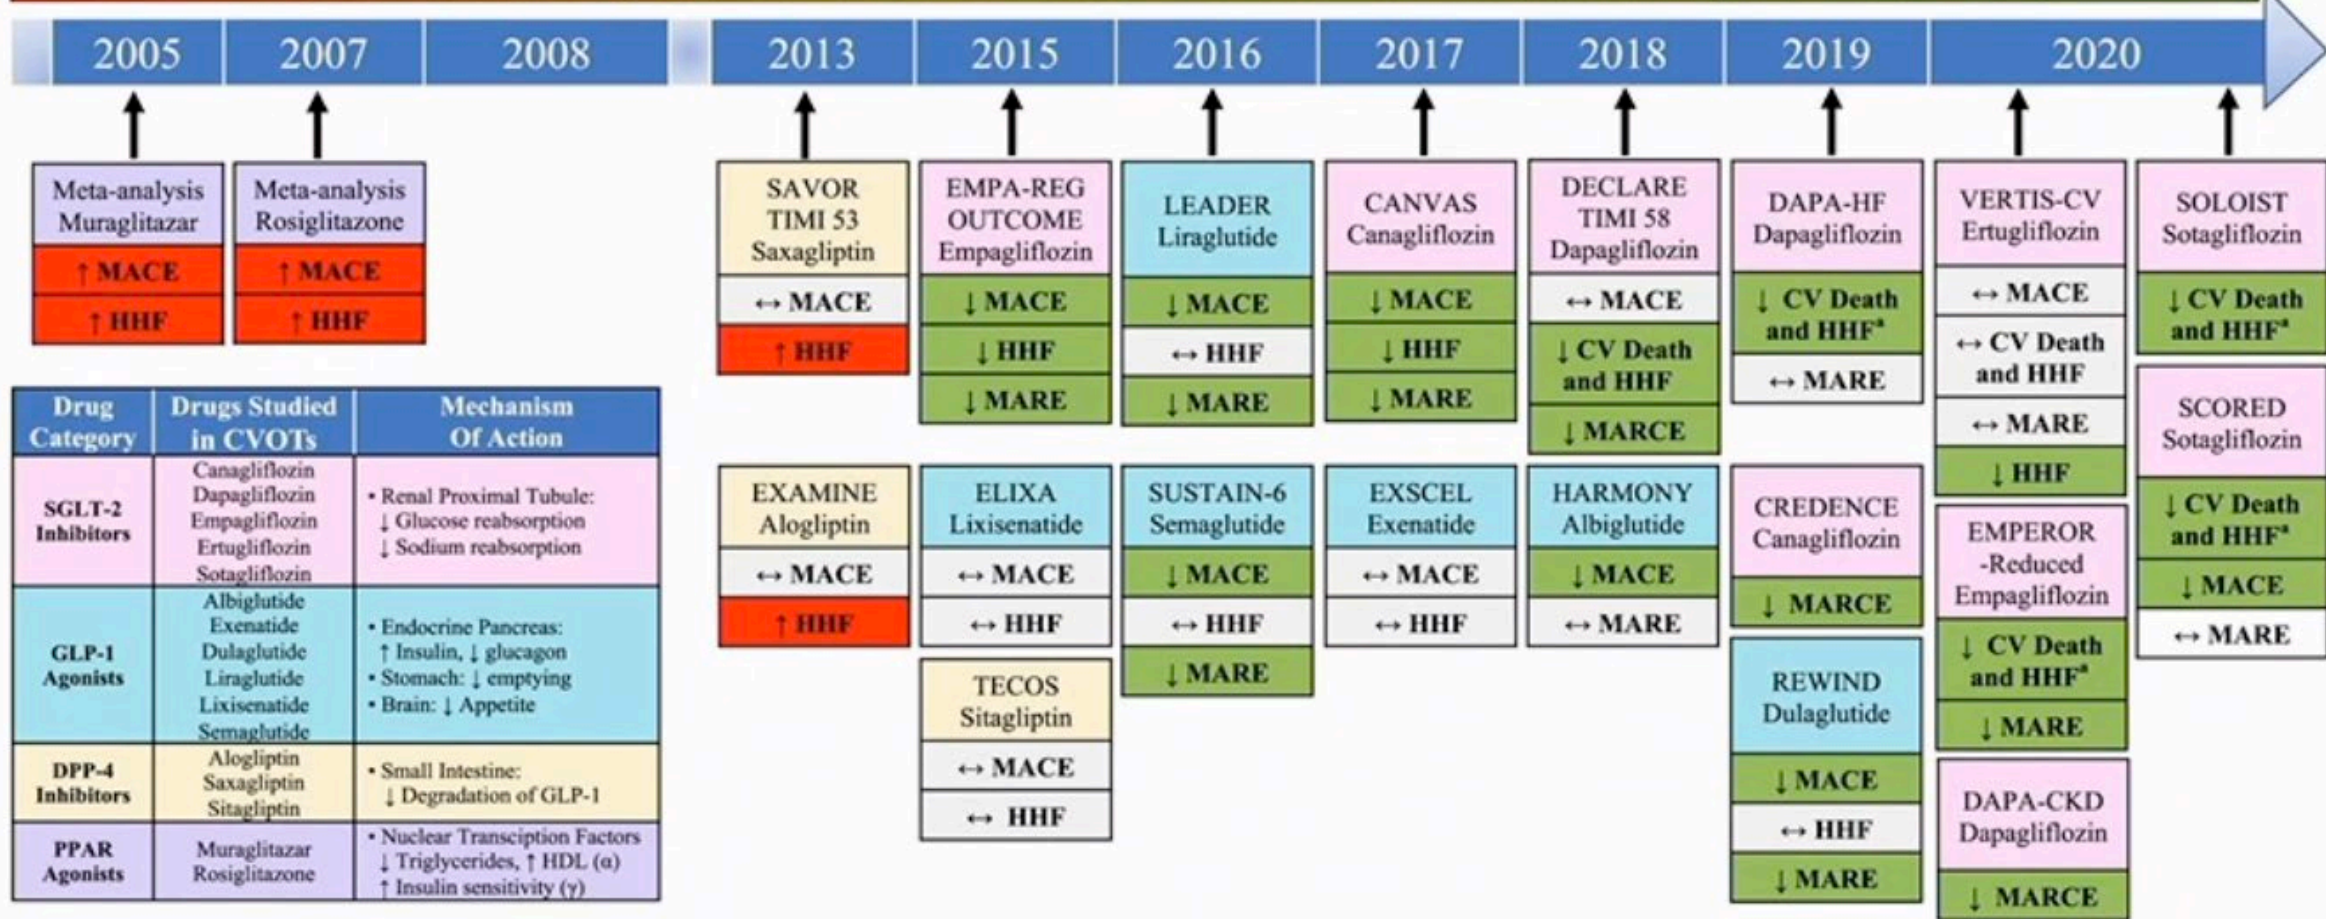 2005
2007
2008
2013
2015
2016
2017
2018
2019
2020
Meta-analysis
Muraglitazar
↑ MACE
↑ HHF
Meta-analysis
Rosiglitazone
↑ MACE
↑ HHF
Drug
Category
Drugs Studied
in CVOTs
Mechanism
Of Action
SGLT-2
Inhibitors
Canagliflozin
Dapagliflozin
Empagliflozin
Ertugliflozin
Sotagliflozin
• Renal Proximal Tubule:
↓ Glucose reabsorption
↓ Sodium reabsorption
GLP-1
Agonists
Albiglutide
Exenatide
Dulaglutide
Liraglutide
Lixisenatide
Semaglutide
• Endocrine Pancreas:
↑ Insulin, ↓ glucagon
• Stomach: ↓ emptying
• Brain: ↓ Appetite
DPP-4
Inhibitors
Alogliptin
Saxagliptin
Sitagliptin
• Small Intestine:
↓ Degradation of GLP-1
PPAR
Agonists
Muraglitazar
Rosiglitazone
• Nuclear Transciption Factors
↓ Triglycerides, ↑ HDL (α)
↑ Insulin sensitivity (γ)
SAVOR
TIMI 53
Saxagliptin
↔ MACE
↑ HHF
EXAMINE
Alogliptin
↔ MACE
↑ HHF
EMPA-REG
OUTCOME
Empagliflozin
↓ MACE
↓ HHF
↓ MARE
ELIXA
Lixisenatide
↔ MACE
↔ HHF
TECOS
Sitagliptin
↔ MACE
↔ HHF
LEADER
Liraglutide
↓ MACE
↔ HHF
↓ MARE
SUSTAIN-6
Semaglutide
↓ MACE
↔ HHF
↓ MARE
CANVAS
Canagliflozin
↓ MACE
↓ HHF
↓ MARE
EXSCEL
Exenatide
↔ MACE
↔ HHF
DECLARE
TIMI 58
Dapagliflozin
↔ MACE
↓ CV Death
and HHF
↓ MARCE
HARMONY
Albiglutide
↓ MACE
↔ MARE
DAPA-HF
Dapagliflozin
↓ CV Death
and HHFª
↔ MARE
CREDENCE
Canagliflozin
↓ MARCE
REWIND
Dulaglutide
↓ MACE
↔ HHF
↓ MARE
VERTIS-CV
Ertugliflozin
↔ MACE
↔ CV Death
and HHF
↔ MARE
↓ HHF
EMPEROR
-Reduced
Empagliflozin
↓ CV Death
and HHFª
↓ MARE
DAPA-CKD
Dapagliflozin
↓ MARCE
SOLOIST
Sotagliflozin
↓ CV Death
and HHFª
SCORED
Sotagliflozin
↓ CV Death
and HHFª
↓ MACE
↔ MARE